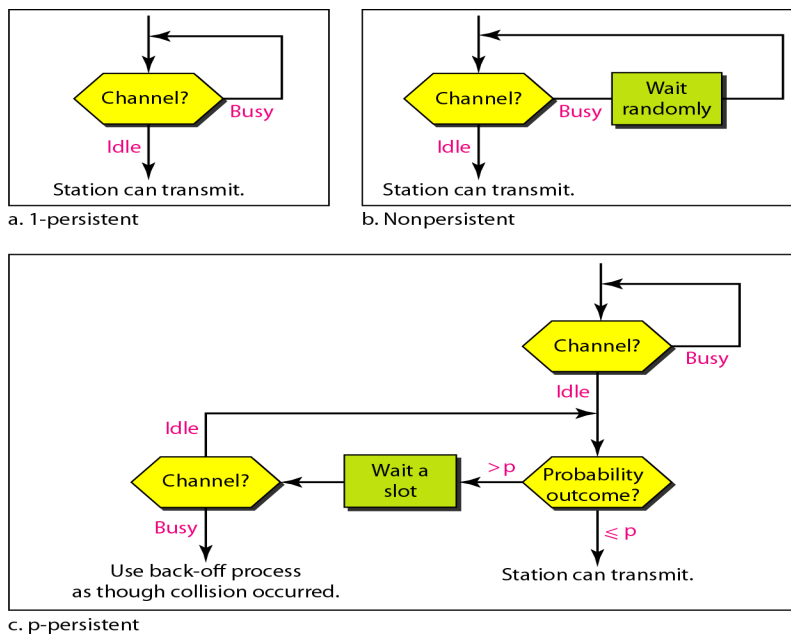 Channel?
Busy
Idle
Station can transmit.
a. 1-persistent
Channel?
Busy
Wait
randomly
Idle
Station can transmit.
b. Nonpersistent
Channel?
Busy
Idle
Idle
Channel?
Wait a
slot
>p
Probability
outcome?
Busy
≤ p
Use back-off process
as though collision occurred.
Station can transmit.
c. p-persistent